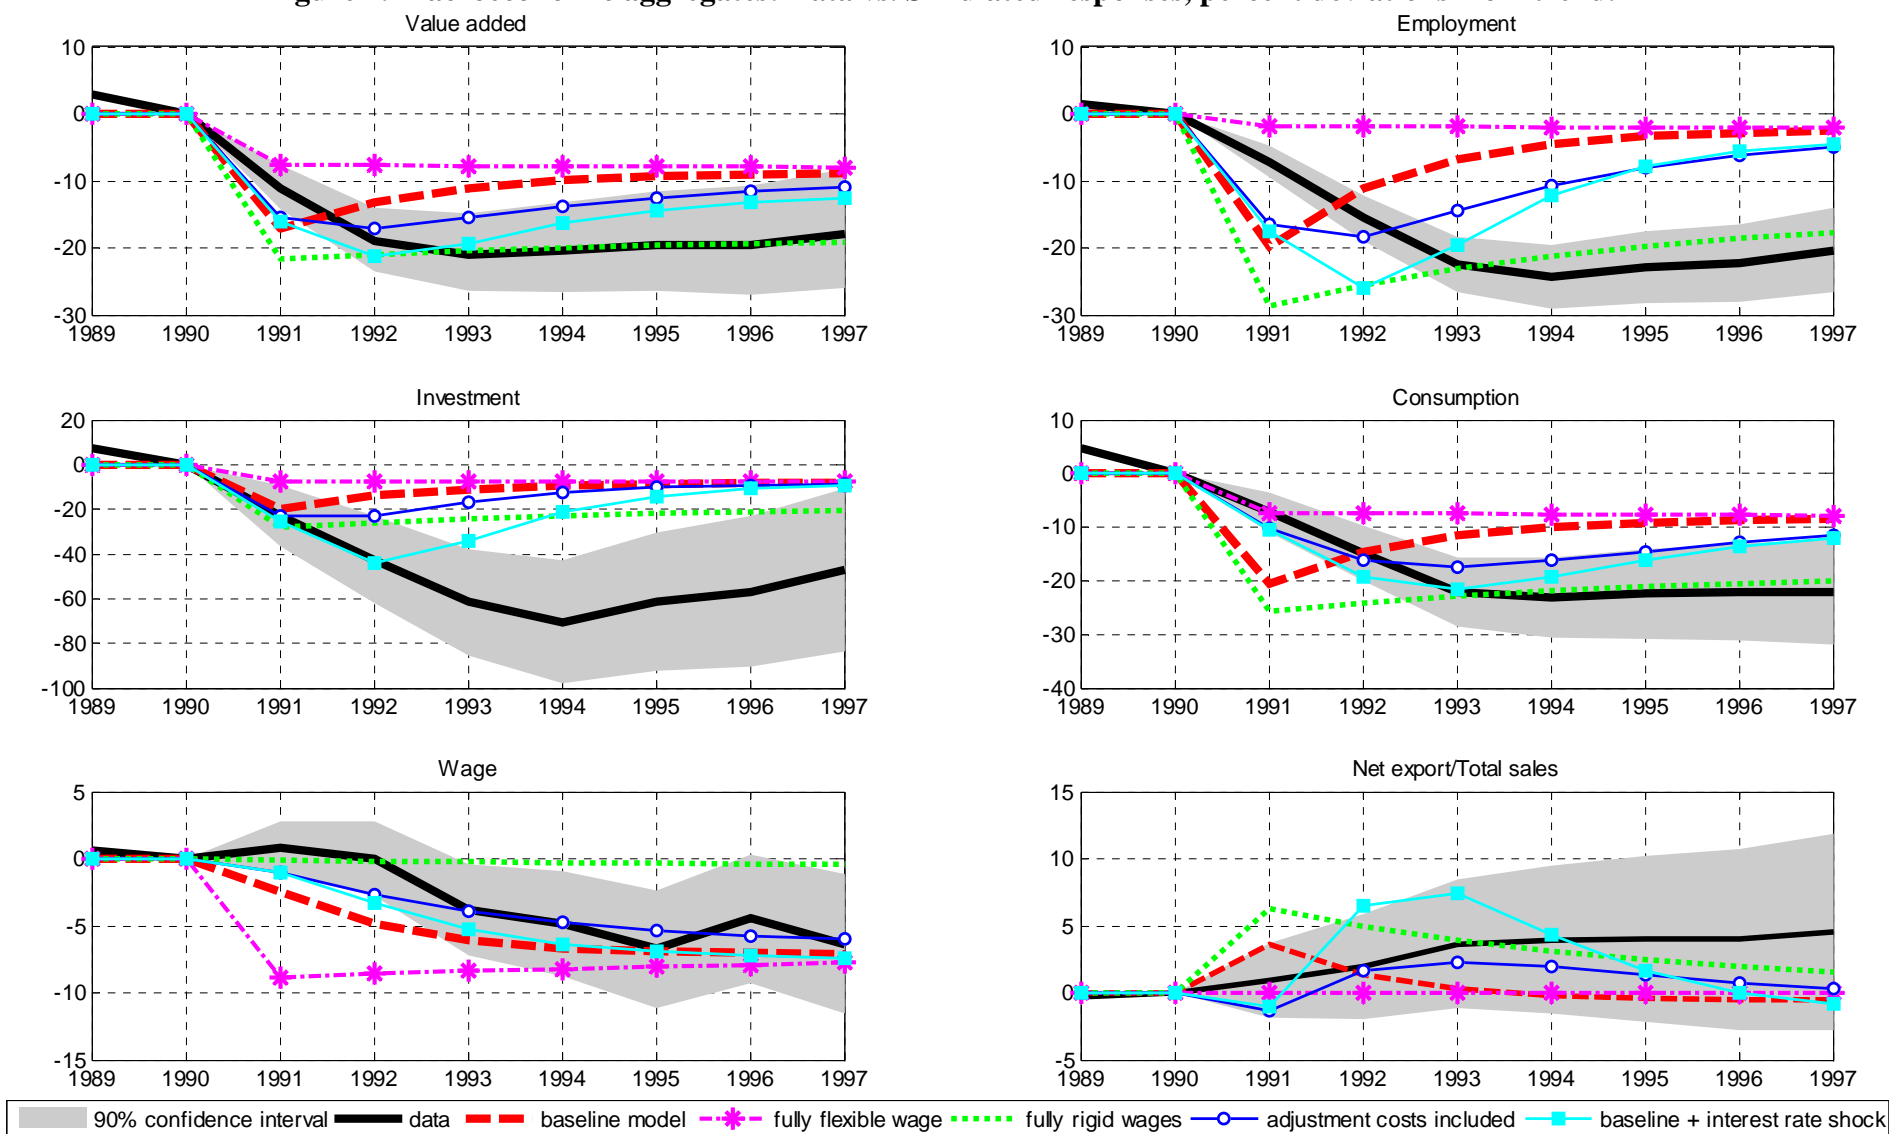 Value added
Employment
10
0
-10
-20
-30
1989 1990 1991 1992 1993 1994 1995 1996 1997
10
0
-10
-20
-30
1989 1990 1991 1992 1993 1994 1995 1996 1997
Investment
Consumption
20
0
-20
-40
-60
-80
-100
1989 1990 1991 1992 1993 1994 1995 1996 1997
10
0
-10
-20
-30
-40
1989 1990 1991 1992 1993 1994 1995 1996 1997
Wage
Net export/Total sales
5
0
-5
-10
-15
1989 1990 1991 1992 1993 1994 1995 1996 1997
15
10
5
0
-5
1989 1990 1991 1992 1993 1994 1995 1996 1997
90% confidence interval data baseline model fully flexible wage fully rigid wages adjustment costs included baseline + interest rate shock